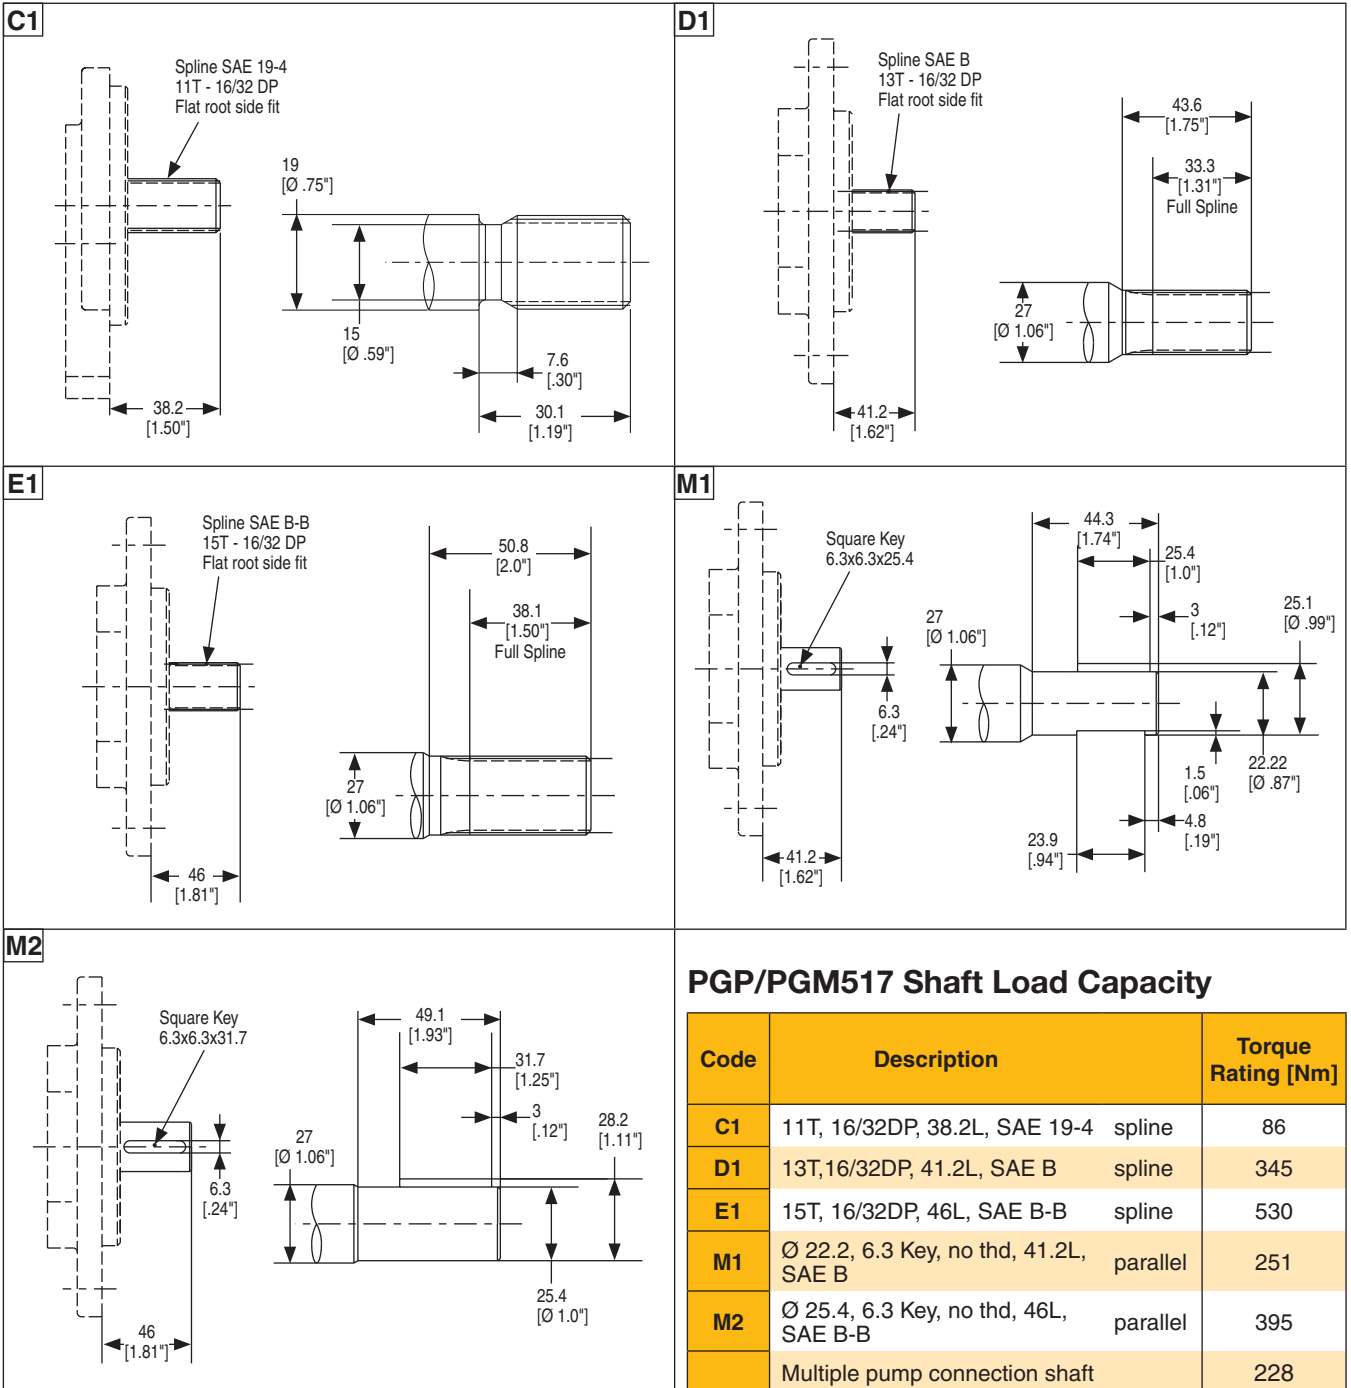 C1
Spline SAE 19-4
11T - 16/32 DP
Flat root side fit
19
[Ø .75"]
15
[Ø .59"]
7.6
[.30"]
38.2
[1.50"]
30.1
[1.19"]
D1
Spline SAE B
13T - 16/32 DP
Flat root side fit
43.6
[1.75"]
33.3
[1.31"]
Full Spline
27
[Ø 1.06"]
41.2
[1.62"]
E1
Spline SAE B-B
15T - 16/32 DP
Flat root side fit
50.8
[2.0"]
38.1
[1.50"]
Full Spline
27
[Ø 1.06"]
46
[1.81"]
M1
Square Key
6.3x6.3x25.4
44.3
[1.74"]
25.4
[1.0"]
3
[.12"]
25.1
[Ø .99"]
27
[Ø 1.06"]
6.3
[.24"]
1.5
[.06"]
22.22
[Ø .87"]
4.8
[.19"]
23.9
[.94"]
41.2
[1.62"]
M2
Square Key
6.3x6.3x31.7
49.1
[1.93"]
31.7
[1.25"]
3
[.12"]
28.2
[1.11"]
27
[Ø 1.06"]
6.3
[.24"]
25.4
[Ø 1.0"]
46
[1.81"]
PGP/PGM517 Shaft Load Capacity
Code Description Torque
Rating [Nm]
C1 11T, 16/32DP, 38.2L, SAE 19-4 spline 86
D1 13T,16/32DP, 41.2L, SAE B spline 345
E1 15T, 16/32DP, 46L, SAE B-B spline 530
M1 Ø 22.2, 6.3 Key, no thd, 41.2L,
SAE B parallel 251
M2 Ø 25.4, 6.3 Key, no thd, 46L,
SAE B-B parallel 395
Multiple pump connection shaft 228